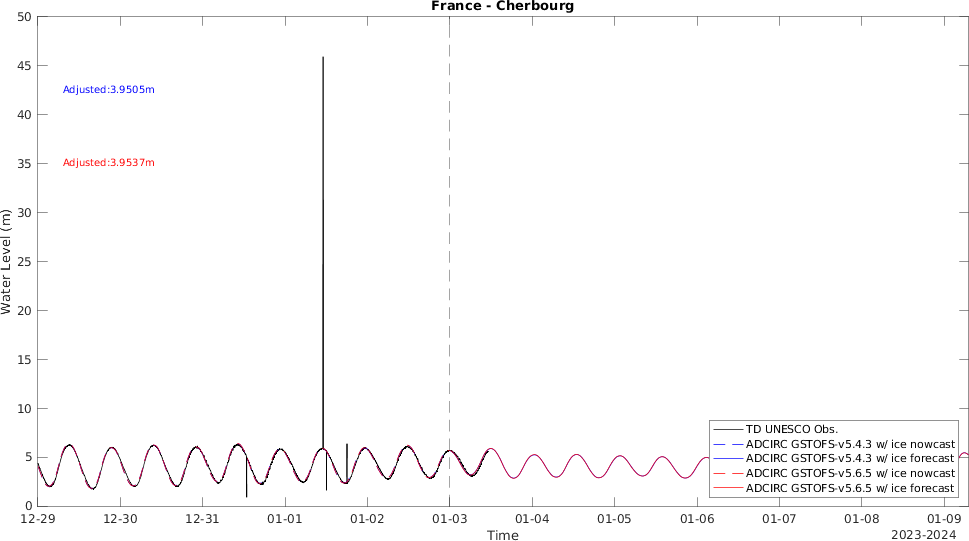 France - Cherbourg
50
45
40
35
30
25
20
15
10
5
0
Water Level (m)
Adjusted:3.9505m
Adjusted:3.9537m
TD UNESCO Obs.
ADCIRC GSTOFS-v5.4.3 w/ ice nowcast
ADCIRC GSTOFS-v5.4.3 w/ ice forecast
ADCIRC GSTOFS-v5.6.5 w/ ice nowcast
ADCIRC GSTOFS-v5.6.5 w/ ice forecast
12-29 12-30 12-31 01-01 01-02 01-03 01-04 01-05 01-06 01-07 01-08 01-09
Time
2023-2024